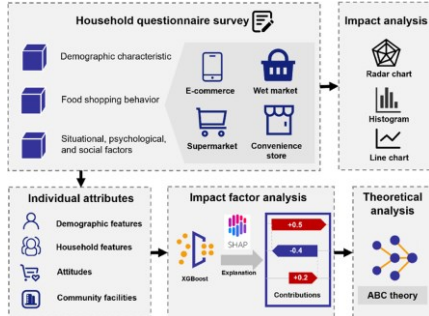 Household questionnaire survey
Demographic characteristic
Food shopping behavior
Situational, psychological,
and social factors
E-commerce
Wet market
Supermarket
Convenience
store
Impact analysis
Radar chart
Histogram
Line chart
Individual attributes
Demographic features
Household features
Attitudes
Community facilities
Impact factor analysis
XGBoost
SHAP
Explanation
+0.5
-0.4
+0.2
Contributions
Theoretical
analysis
ABC theory